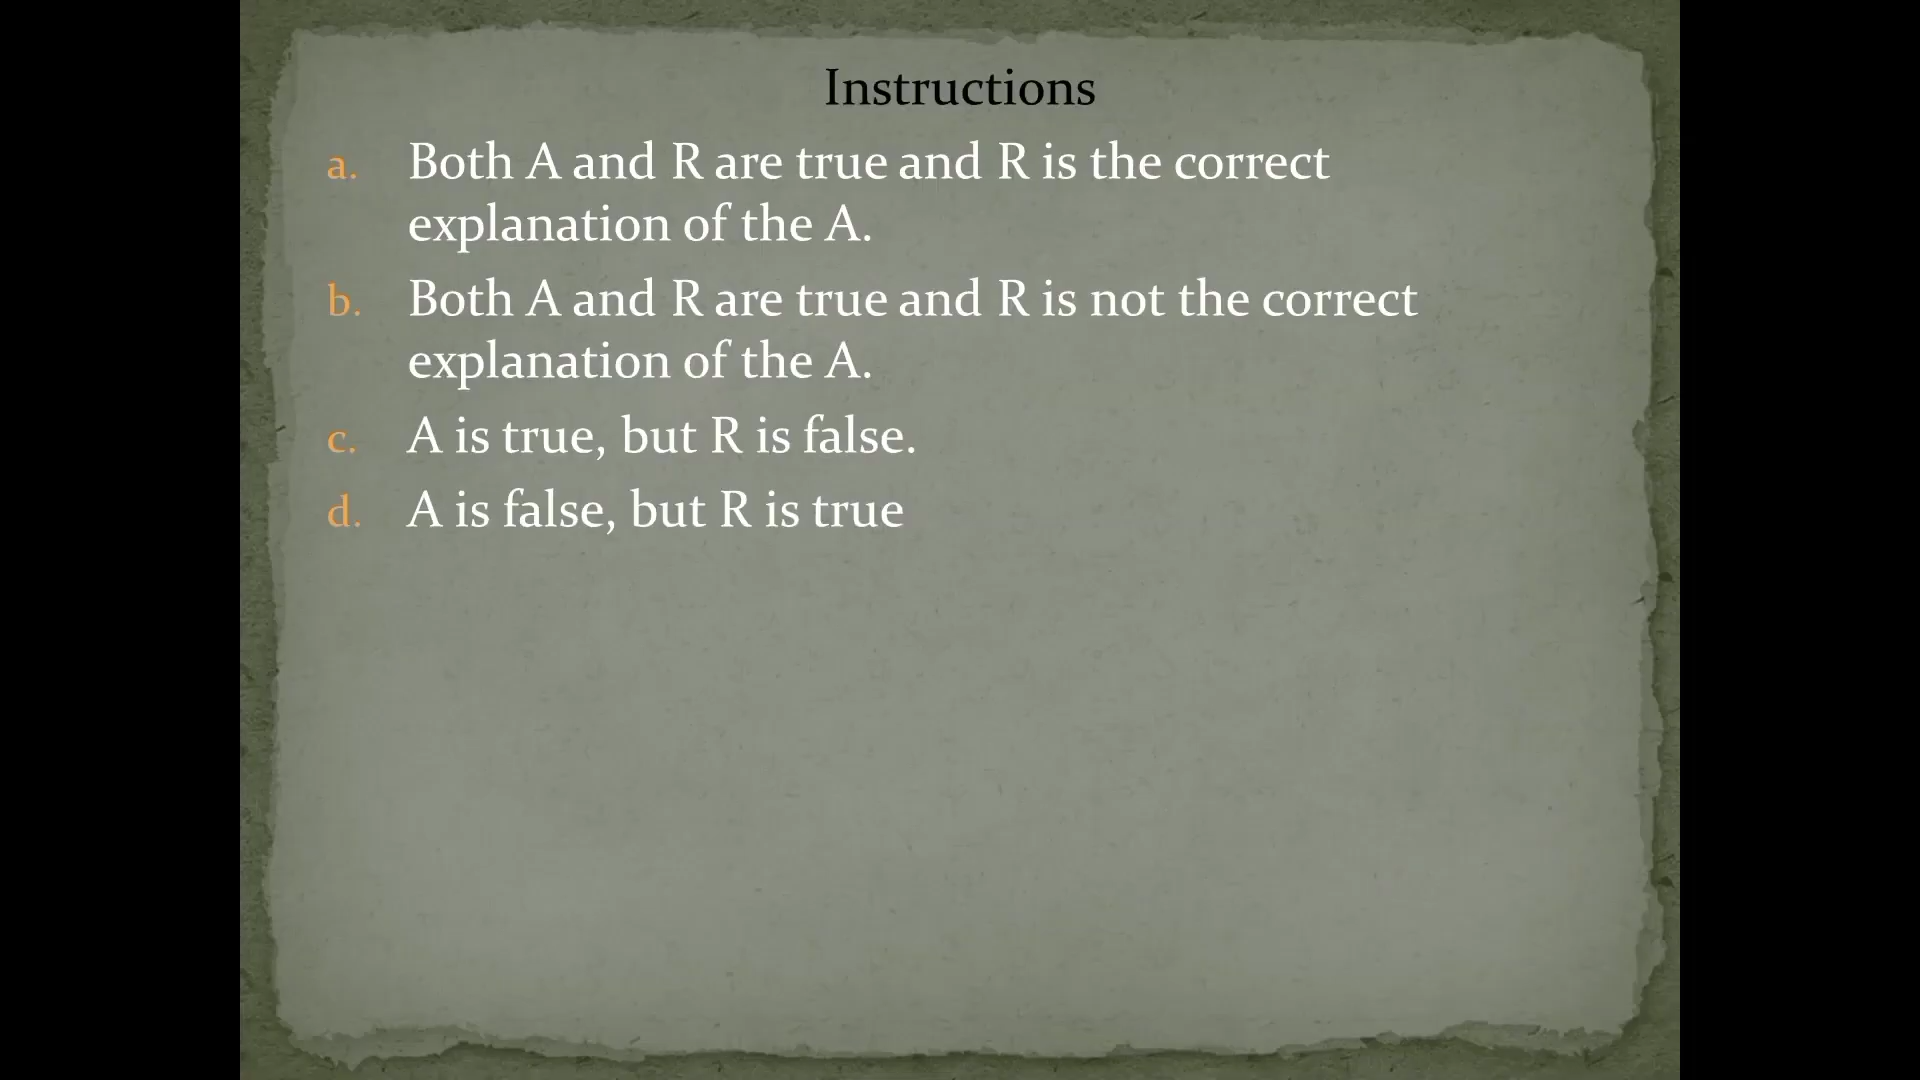 Instructions
a. Both A and R are true and R is the correct
explanation of the A.
b. Both A and R are true and R is not the correct
explanation of the A.
c. A is true, but R is false.
d. A is false, but R is true